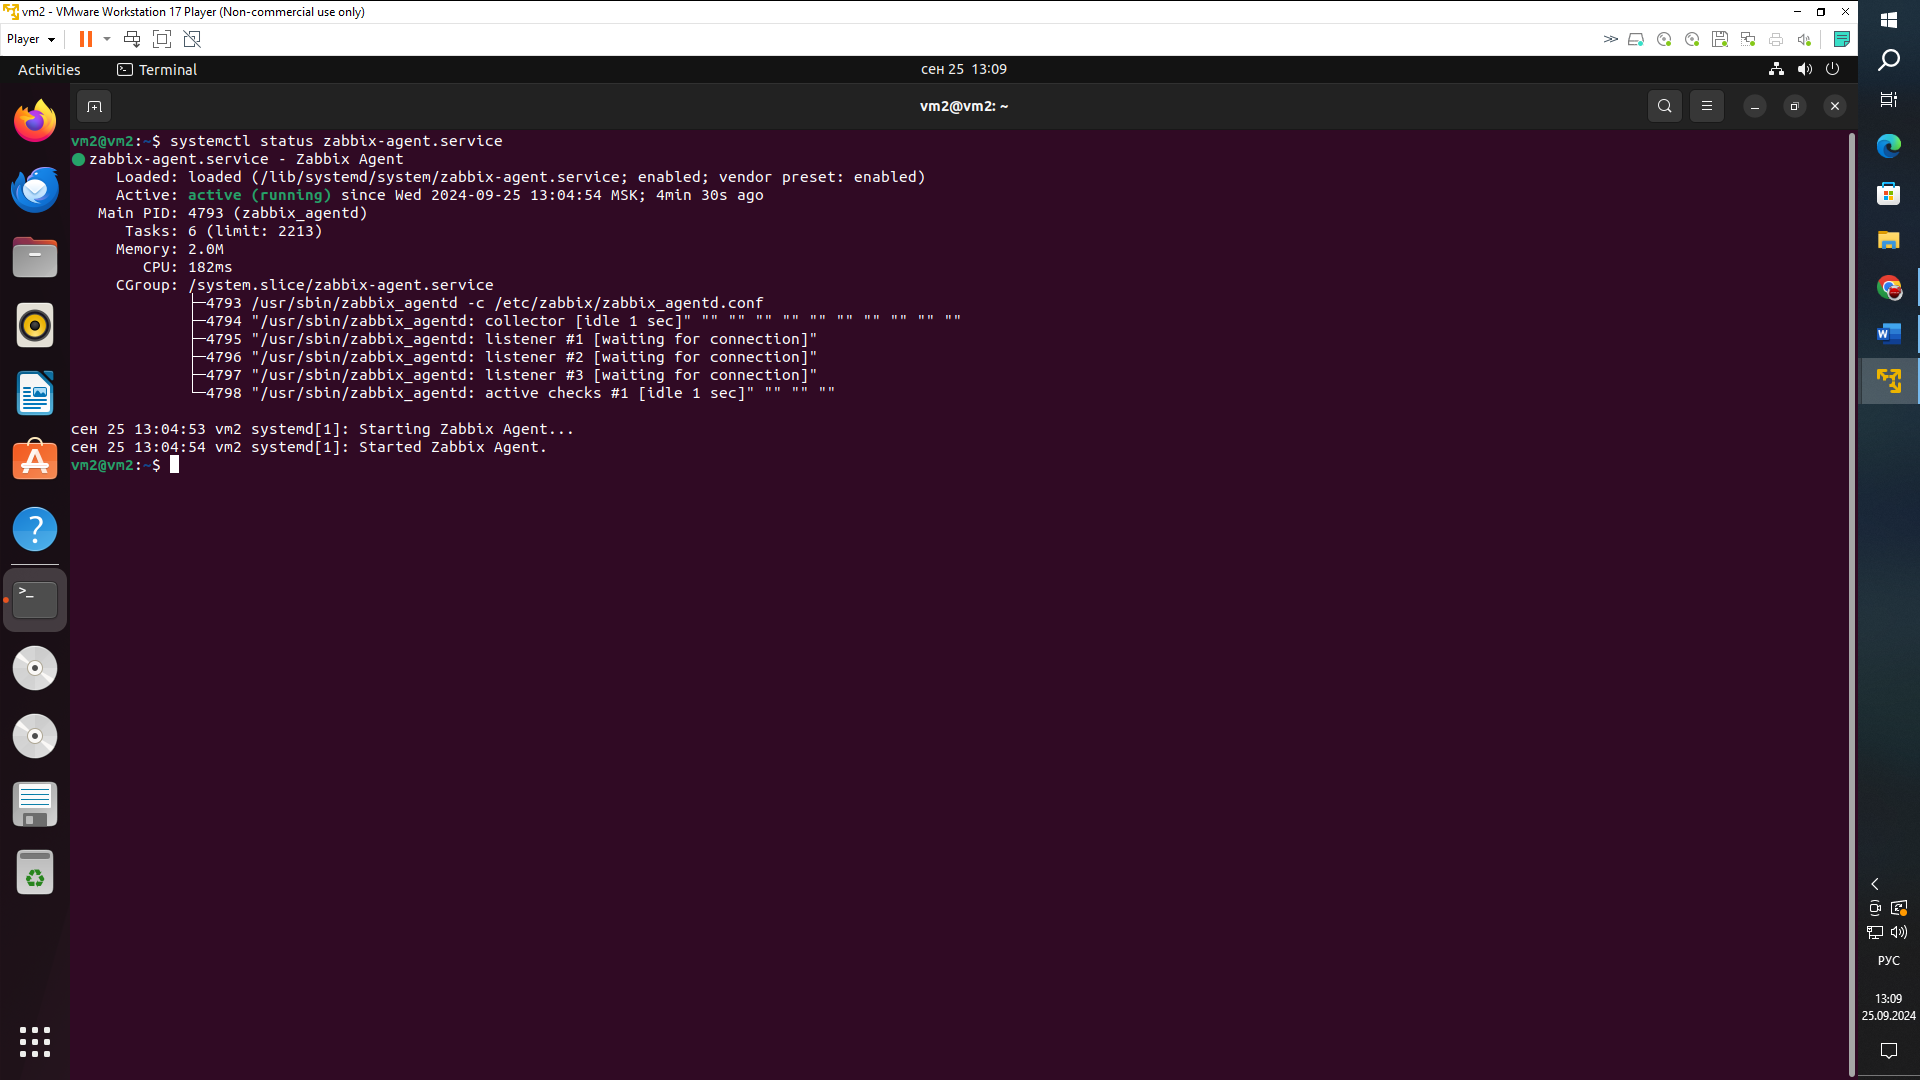 vm2 - VMware Workstation 17 Player (Non-commercial use only)
Player
Activities
Terminal
сен 25 13:09
vm2@vm2: ~
vm2@vm2:~$ systemctl status zabbix-agent.service
zabbix-agent.service - Zabbix Agent
Loaded: loaded (/lib/systemd/system/zabbix-agent.service; enabled; vendor preset: enabled)
Active: active (running) since Wed 2024-09-25 13:04:54 MSK; 4min 30s ago
Main PID: 4793 (zabbix_agentd)
Tasks: 6 (limit: 2213)
Memory: 2.0M
CPU: 182ms
CGroup: /system.slice/zabbix-agent.service
├─4793 /usr/sbin/zabbix_agentd -c /etc/zabbix/zabbix_agentd.conf
├─4794 "/usr/sbin/zabbix_agentd: collector [idle 1 sec]" "" "" "" "" "" "" "" "" "" ""
├─4795 "/usr/sbin/zabbix_agentd: listener #1 [waiting for connection]"
├─4796 "/usr/sbin/zabbix_agentd: listener #2 [waiting for connection]"
├─4797 "/usr/sbin/zabbix_agentd: listener #3 [waiting for connection]"
└─4798 "/usr/sbin/zabbix_agentd: active checks #1 [idle 1 sec]" "" "" ""
сен 25 13:04:53 vm2 systemd[1]: Starting Zabbix Agent...
сен 25 13:04:54 vm2 systemd[1]: Started Zabbix Agent.
vm2@vm2:~$
РУС
13:09
25.09.2024